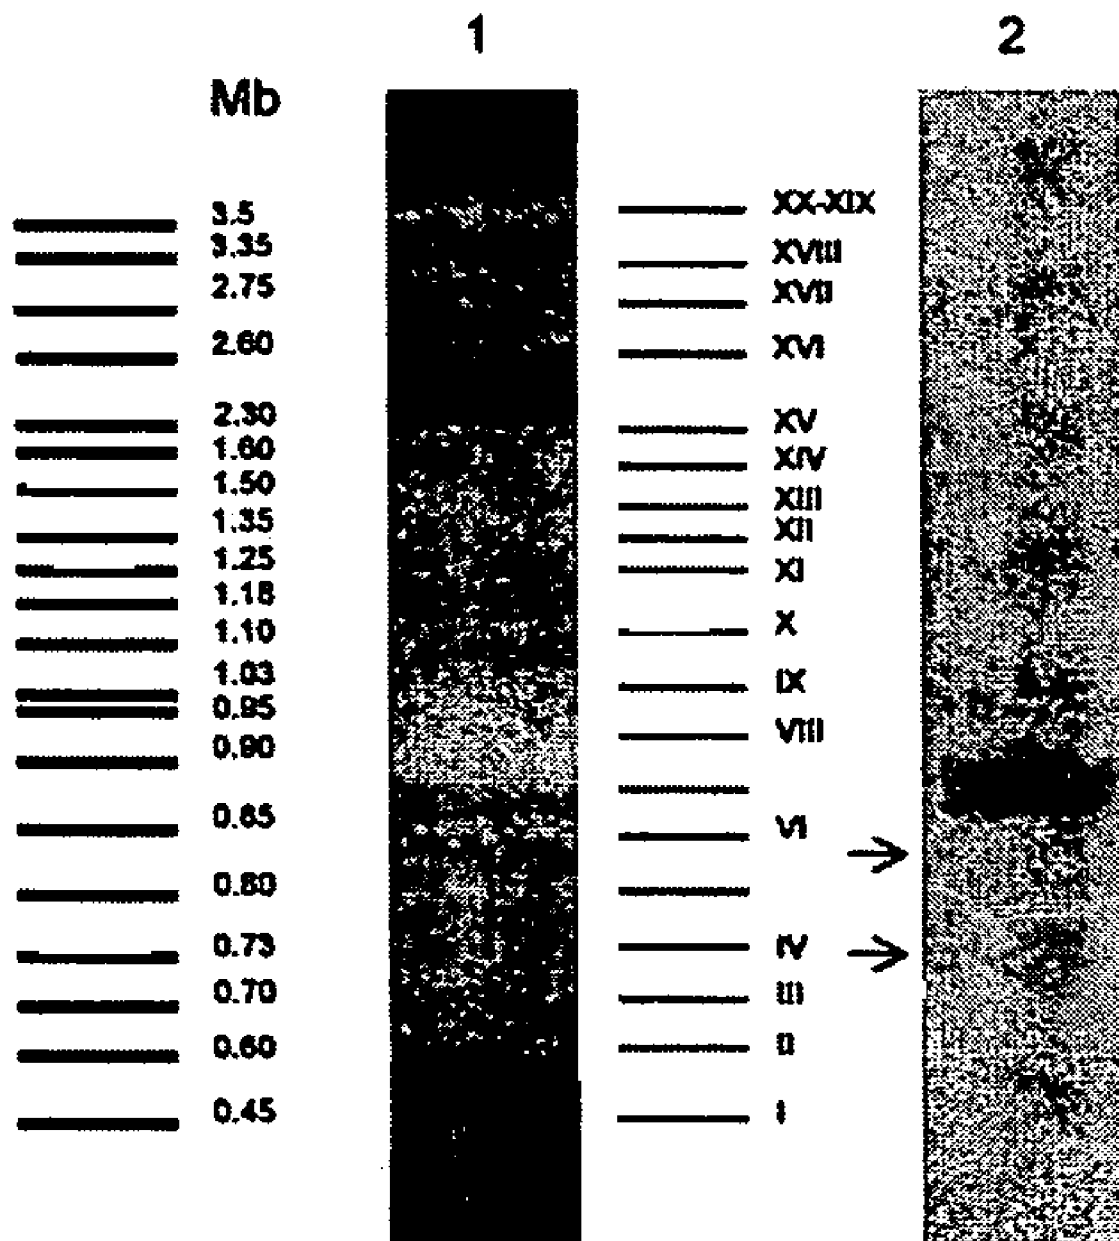 1 2
Mb
3.5 XX-XIX
3.35 XVIII
2.75 XVII
2.60 XVI
2.30 XV
1.60 XIV
1.50 XIII
1.35 XII
1.25 XI
1.18 X
1.10
1.03 IX
0.95
0.90 VIII
0.85 VI
0.80
0.73 IV
0.70 III
0.60 II
0.45 I